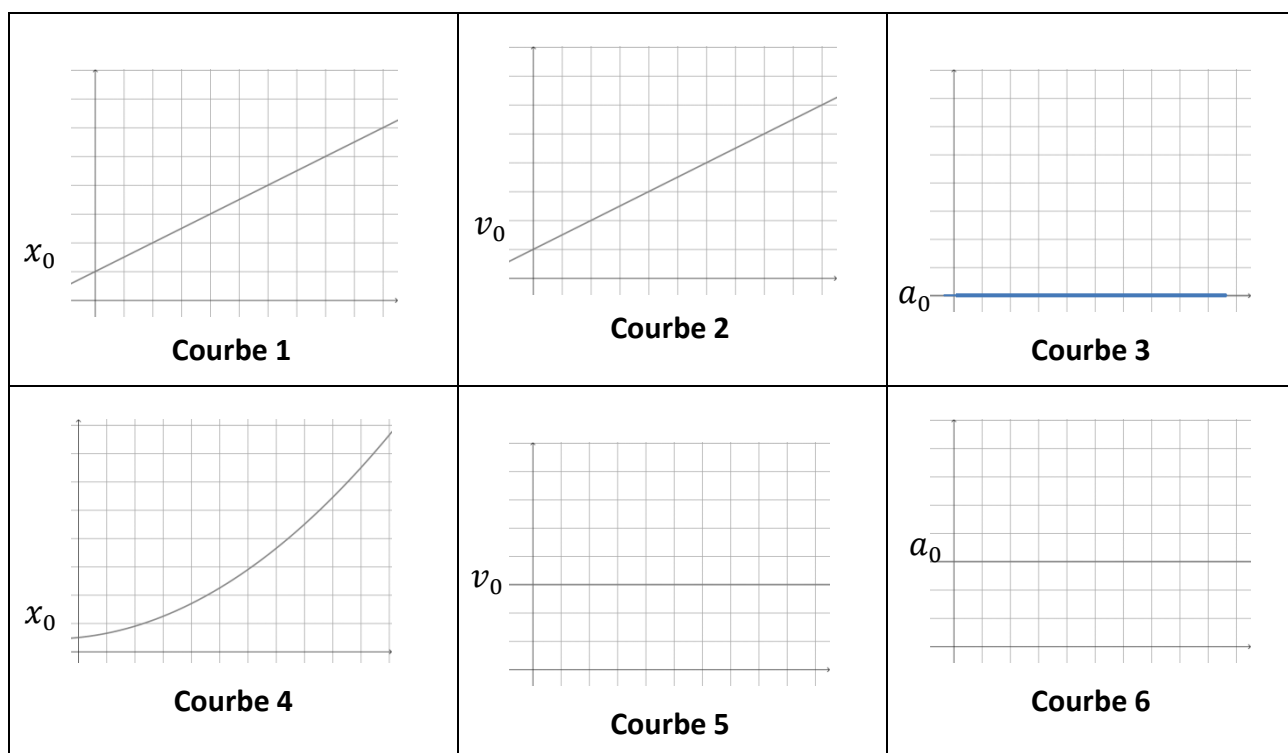 x₀
Courbe 1
v₀
Courbe 2
a₀
Courbe 3
x₀
Courbe 4
v₀
Courbe 5
a₀
Courbe 6